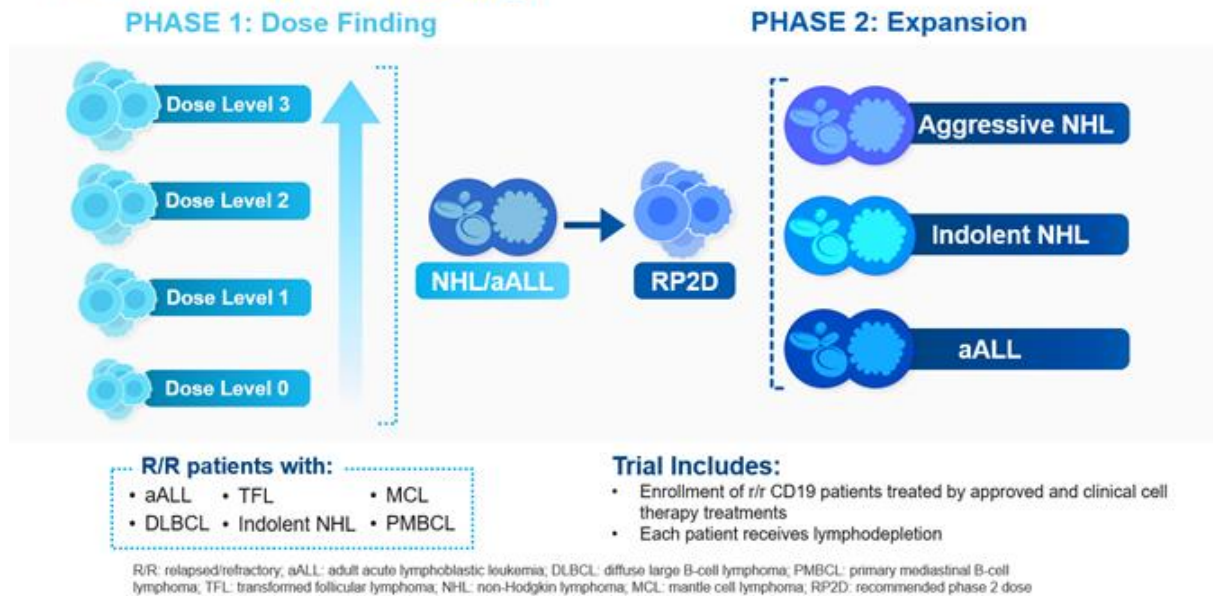 PHASE 1: Dose Finding
PHASE 2: Expansion
Dose Level 3
Dose Level 2
Dose Level 1
Dose Level 0
NHL/aALL
RP2D
Aggressive NHL
Indolent NHL
aALL
R/R patients with:
• aALL • TFL • MCL
• DLBCL • Indolent NHL • PMBCL
Trial Includes:
• Enrollment of r/r CD19 patients treated by approved and clinical cell
therapy treatments
• Each patient receives lymphodepletion
R/R: relapsed/refractory; aALL: adult acute lymphoblastic leukemia; DLBCL: diffuse large B-cell lymphoma; PMBCL: primary mediastinal B-cell
lymphoma; TFL: transformed follicular lymphoma; NHL: non-Hodgkin lymphoma; MCL: mantle cell lymphoma; RP2D: recommended phase 2 dose